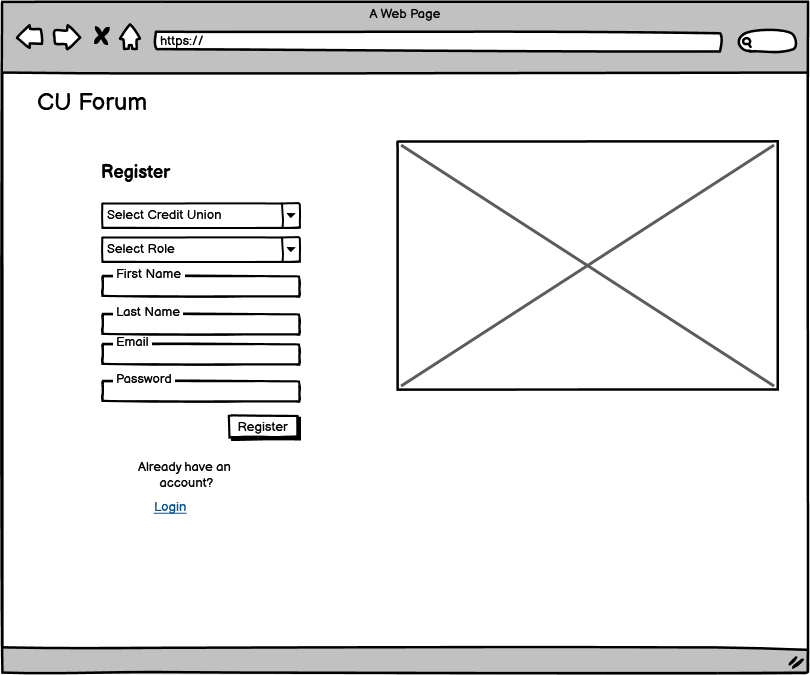 A Web Page
https://
CU Forum
Register
Select Credit Union
Select Role
First Name
Last Name
Email
Password
Register
Already have an
account?
Login